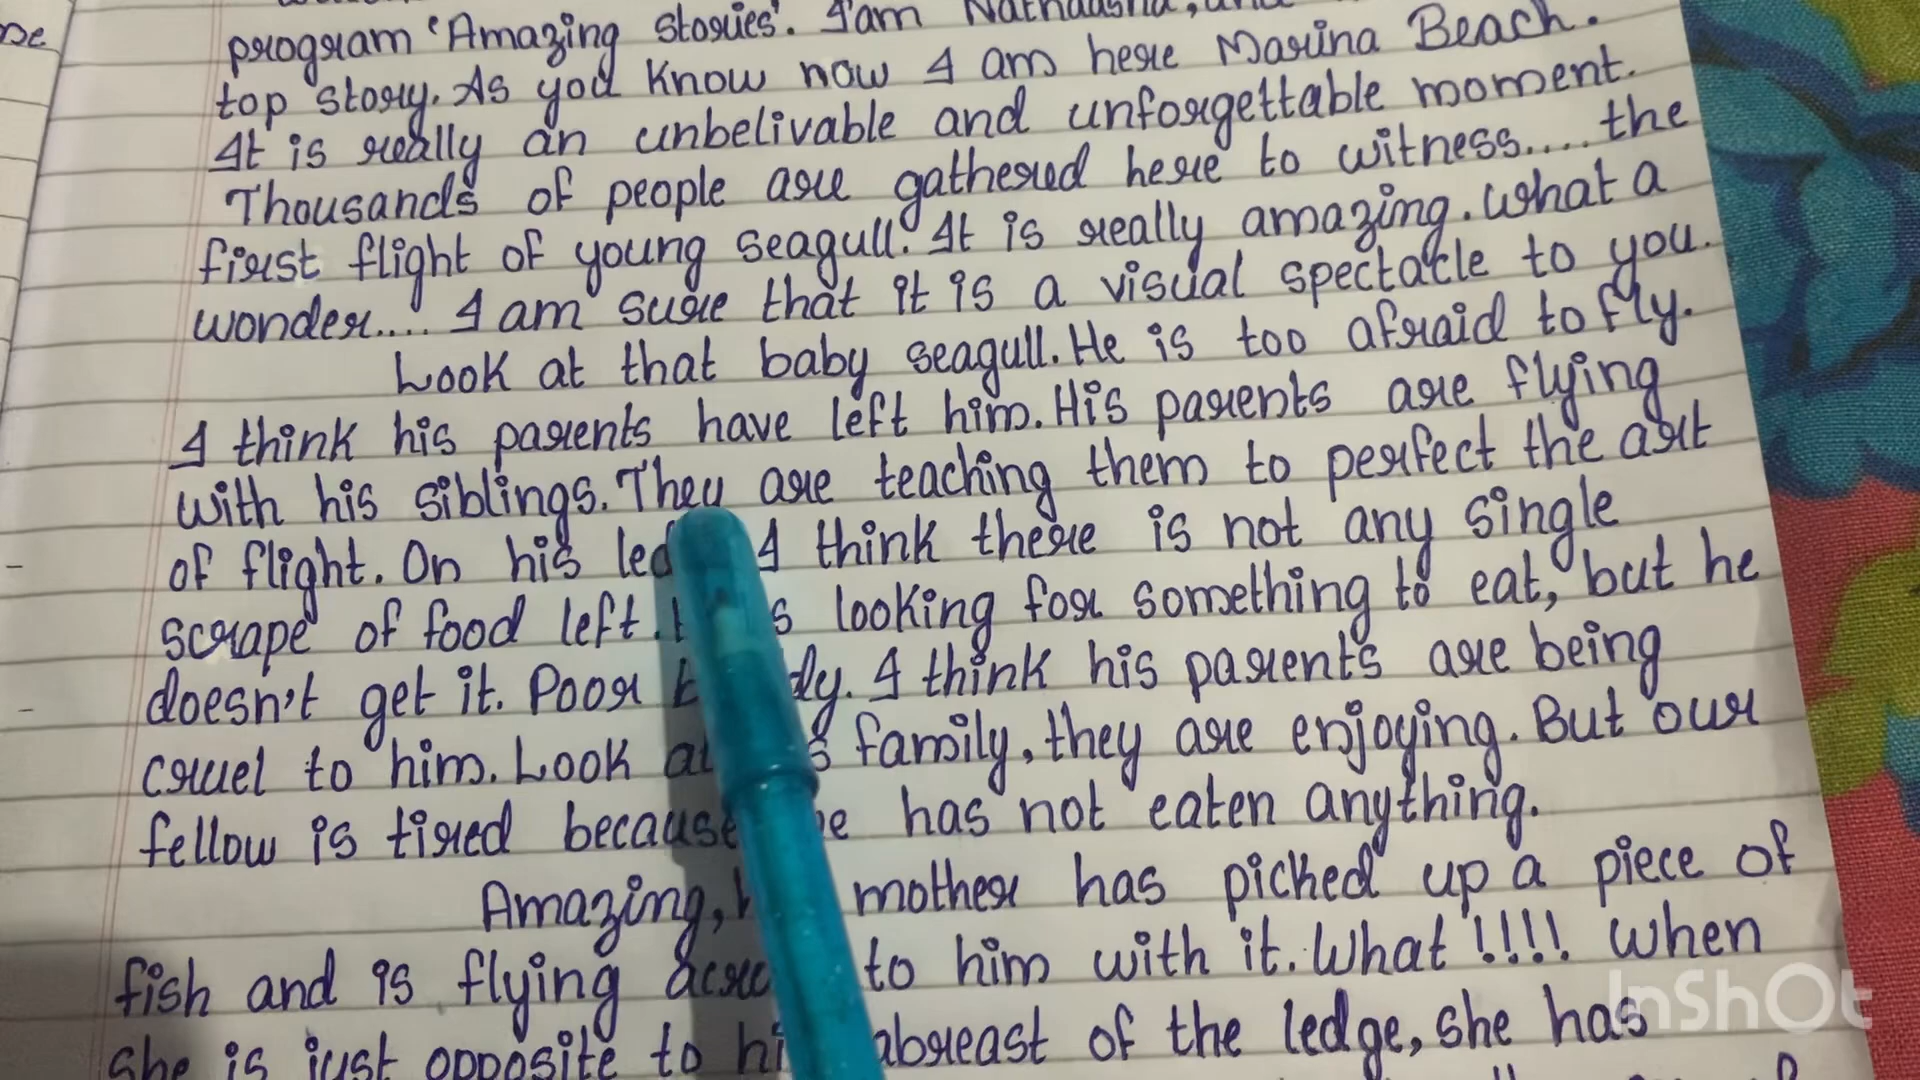 program 'Amazing Stories'. I am
top story. As you know now I am here Marina Beach.
It is really an unbelivable and unforgettable moment.
Thousands of people are gathered here to witness.... the
first flight of young seagull. It is really amazing. What a
wonder.... I am sure that it is a visual spectacle to you.
Look at that baby seagull. He is too afraid to fly.
I think his parents have left him. His parents are flying
with his siblings. They are teaching them to perfect the art
of flight. On his I think there is not any single
scrape of food left. looking for something to eat, but he
doesn't get it. Poor I think his parents are being
cruel to him. Look family, they are enjoying. But our
fellow is tired because has not eaten anything.
Amazing, mother has picked up a piece of
fish and is flying to him with it. What !!!! When
she is just opposite to abreast of the ledge, she has
InShOt